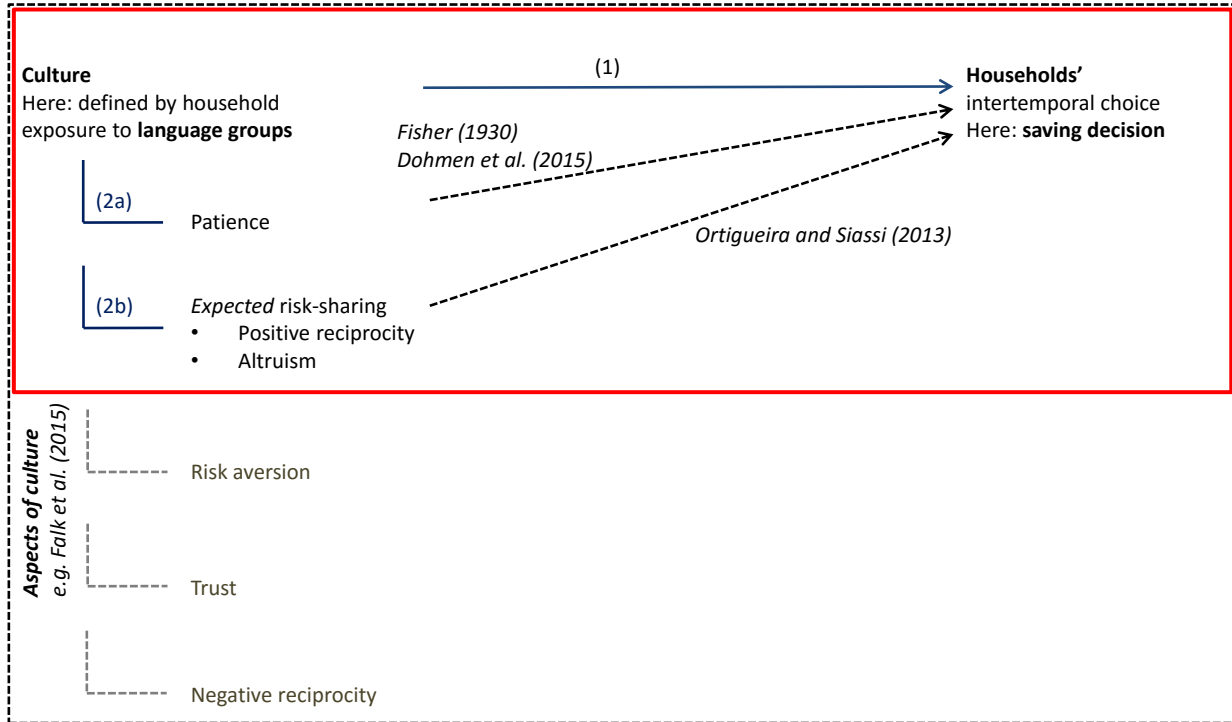 (1)
Culture
Here: defined by household
exposure to language groups
Households’
intertemporal choice
Here: saving decision
Fisher (1930)
Dohmen et al. (2015)
(2a)
Patience
Ortigueira and Siassi (2013)
(2b)
Expected risk-sharing
• Positive reciprocity
• Altruism
Aspects of culture
e.g. Falk et al. (2015)
Risk aversion
Trust
Negative reciprocity